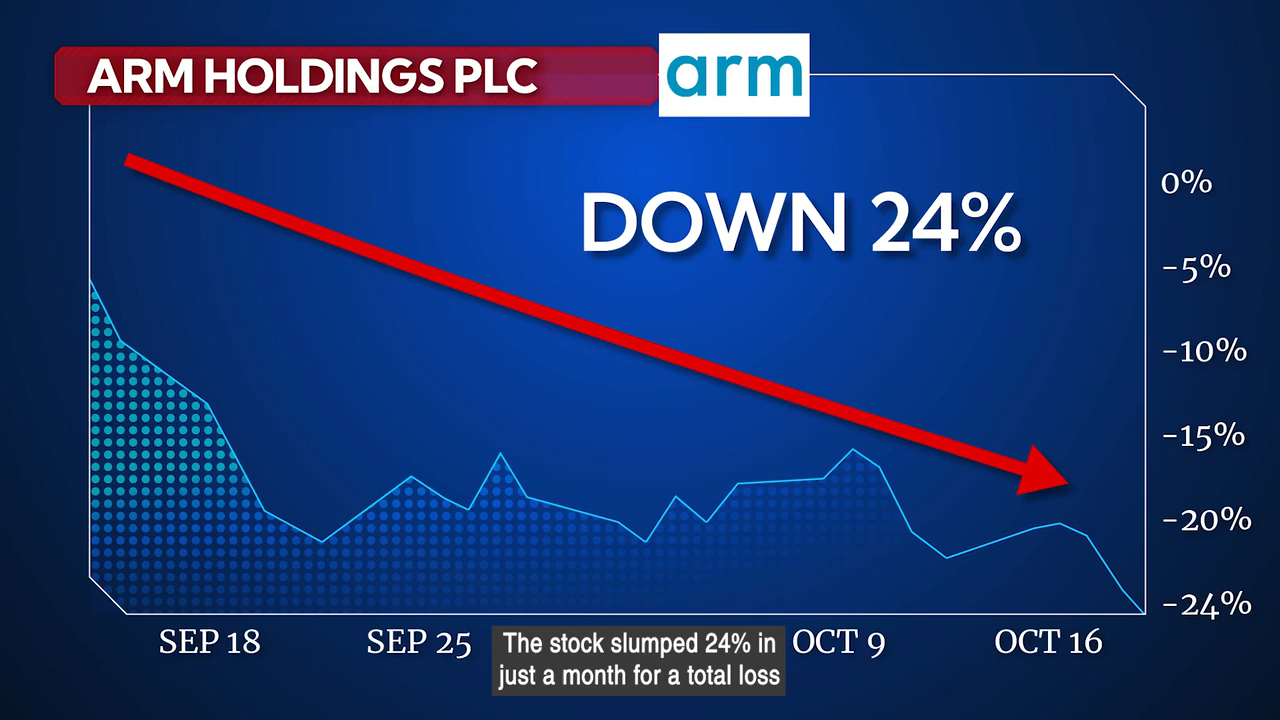 ARM HOLDINGS PLC
arm
DOWN 24%
0%
-5%
-10%
-15%
-20%
-24%
SEP 18
SEP 25
OCT 9
OCT 16
The stock slumped 24% in
just a month for a total loss